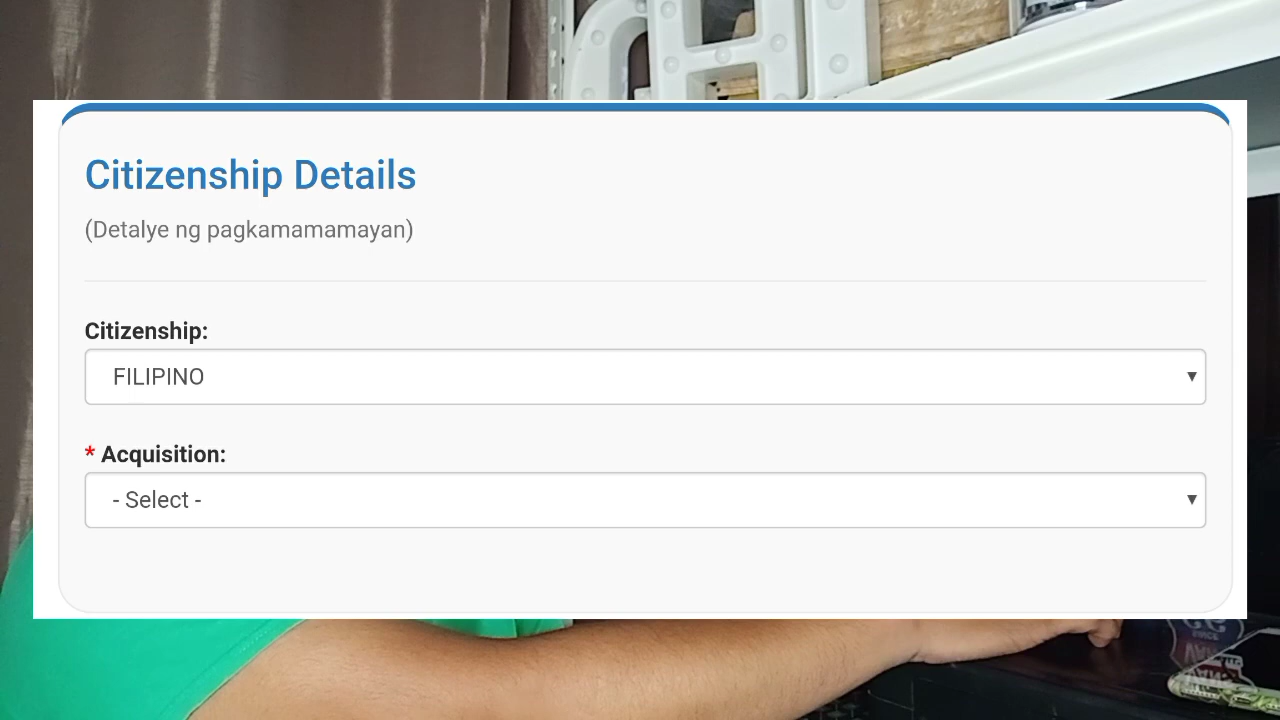 Citizenship Details
(Detalye ng pagkamamamayan)
Citizenship:
FILIPINO
* Acquisition:
- Select -